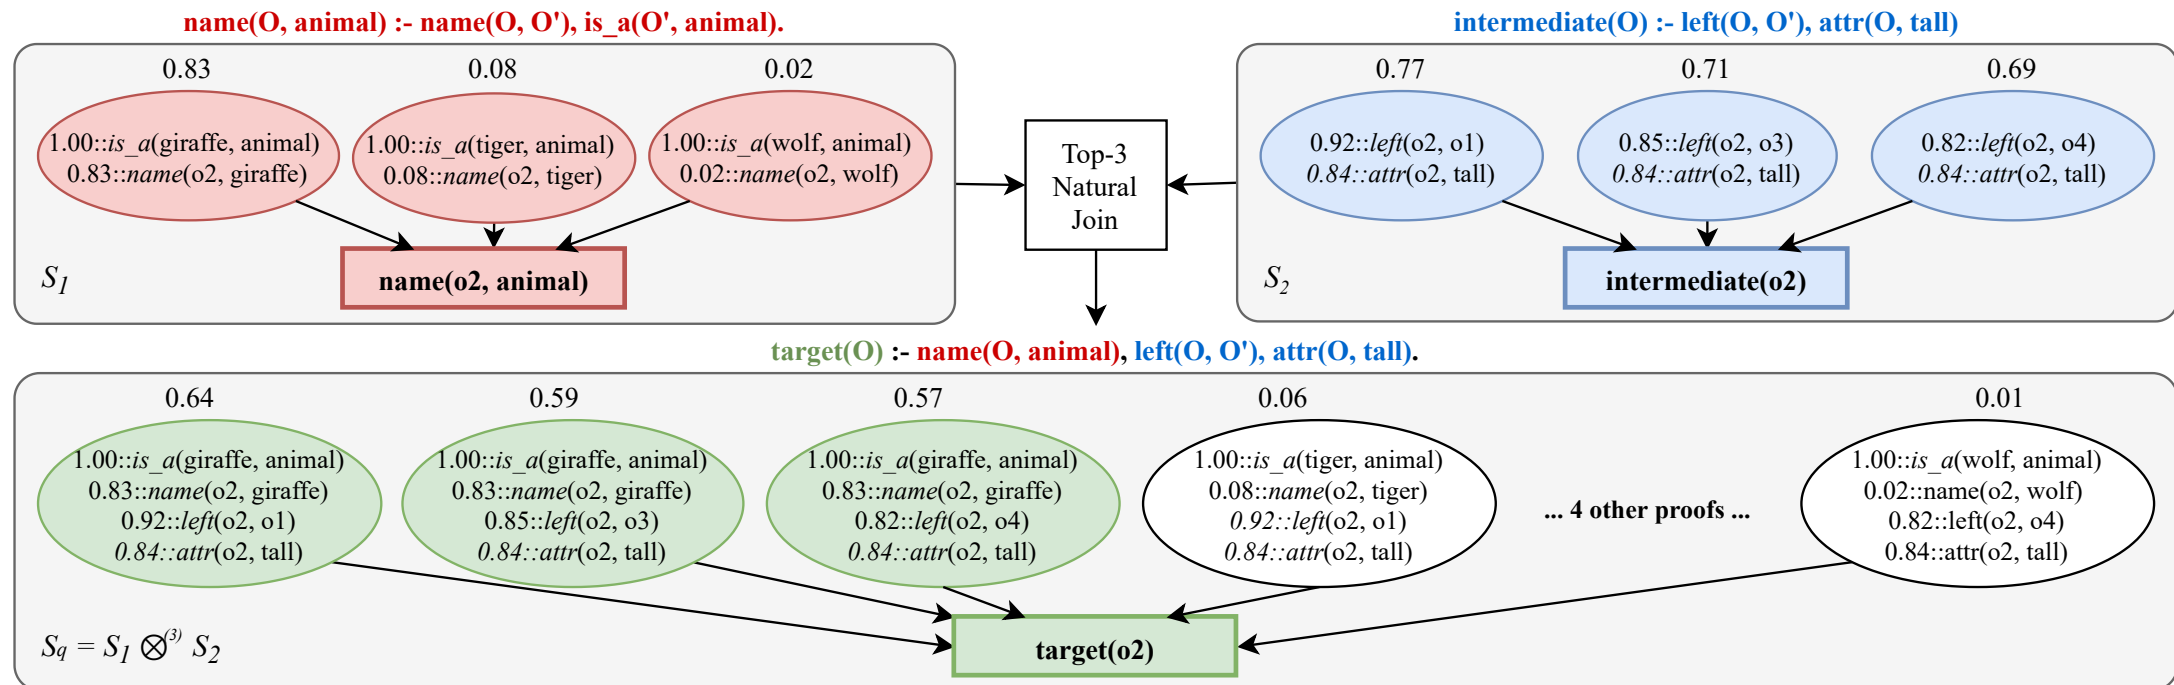 name(O, animal) :- name(O, O'), is_a(O', animal).
0.83
0.08
0.02
1.00::is_a(giraffe, animal)
0.83::name(o2, giraffe)
1.00::is_a(tiger, animal)
0.08::name(o2, tiger)
1.00::is_a(wolf, animal)
0.02::name(o2, wolf)
name(o2, animal)
S1
Top-3
Natural
Join
intermediate(O) :- left(O, O'), attr(O, tall)
0.77
0.71
0.69
0.92::left(o2, o1)
0.84::attr(o2, tall)
0.85::left(o2, o3)
0.84::attr(o2, tall)
0.82::left(o2, o4)
0.84::attr(o2, tall)
intermediate(o2)
S2
target(O) :- name(O, animal), left(O, O'), attr(O, tall).
0.64
0.59
0.57
0.06
0.01
1.00::is_a(giraffe, animal)
0.83::name(o2, giraffe)
0.92::left(o2, o1)
0.84::attr(o2, tall)
1.00::is_a(giraffe, animal)
0.83::name(o2, giraffe)
0.85::left(o2, o3)
0.84::attr(o2, tall)
1.00::is_a(giraffe, animal)
0.83::name(o2, giraffe)
0.82::left(o2, o4)
0.84::attr(o2, tall)
1.00::is_a(tiger, animal)
0.08::name(o2, tiger)
0.92::left(o2, o1)
0.84::attr(o2, tall)
... 4 other proofs ...
1.00::is_a(wolf, animal)
0.02::name(o2, wolf)
0.82::left(o2, o4)
0.84::attr(o2, tall)
Sq = S1 ⊗(3) S2
target(o2)